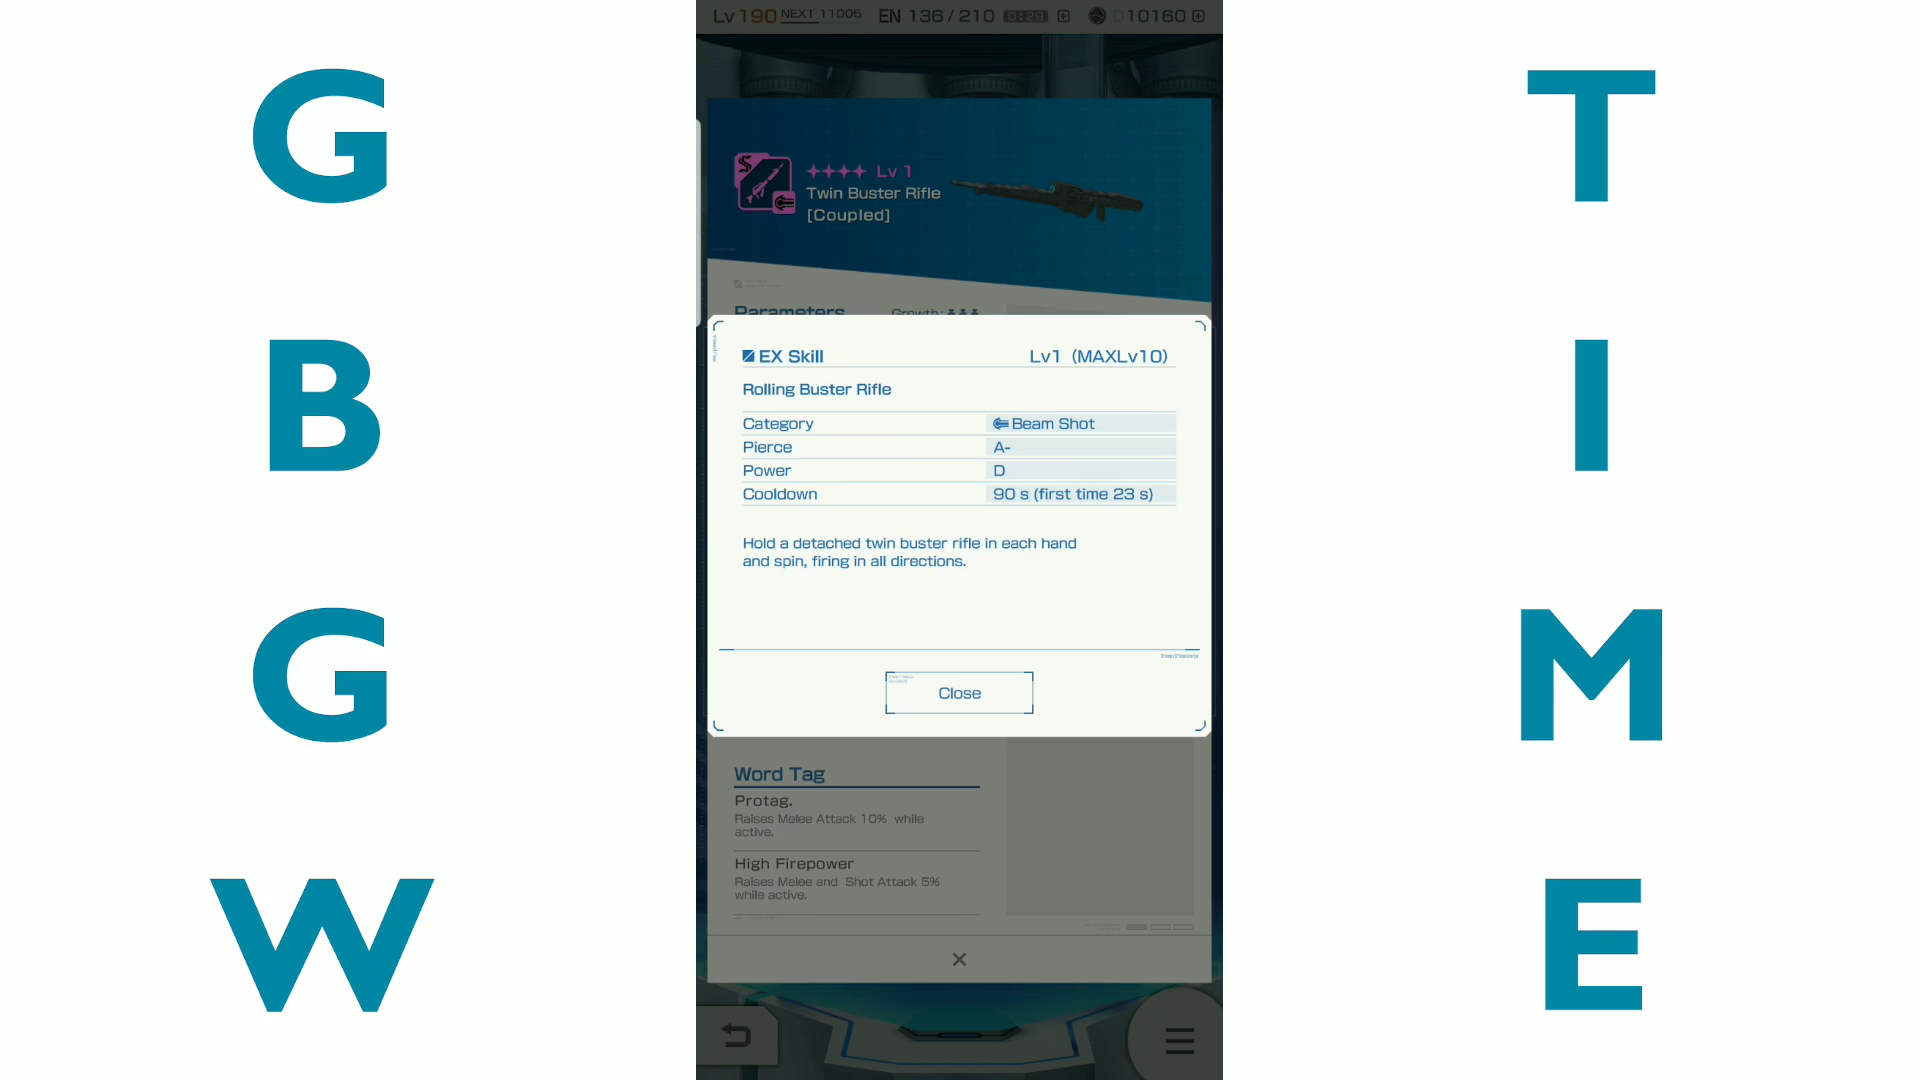 G
B
G
W
T
I
M
E
Lv 190 NEXT 11005 EN 136/210 0:29 10160
Lv 1
Twin Buster Rifle
[Coupled]
Parameters Growth:
EX Skill Lv1 (MAXLv10)
Rolling Buster Rifle
Category Beam Shot
Pierce A-
Power D
Cooldown 90 s (first time 23 s)
Hold a detached twin buster rifle in each hand
and spin, firing in all directions.
Close
Word Tag
Protag.
Raises Melee Attack 10% while
active.
High Firepower
Raises Melee and Shot Attack 5%
while active.